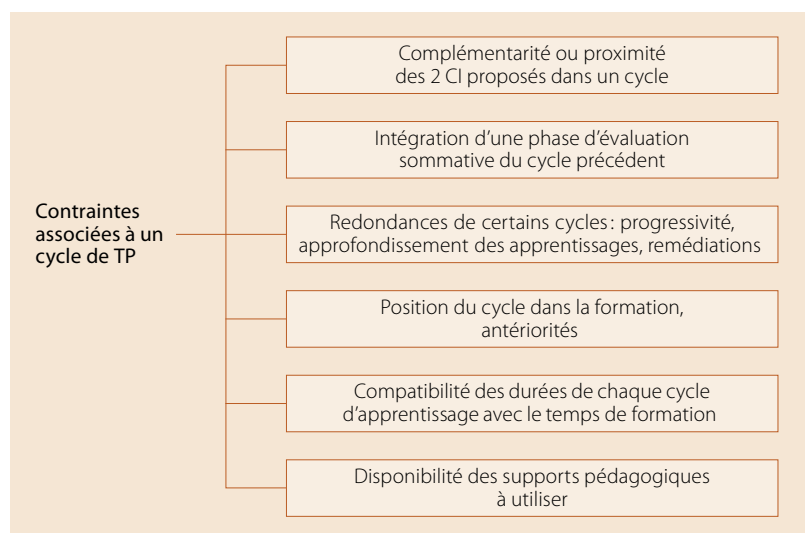 Complémentarité ou proximité
des 2 CI proposés dans un cycle
Intégration d'une phase d'évaluation
sommative du cycle précédent
Contraintes
associées à un
cycle de TP
Redondances de certains cycles : progressivité,
approfondissement des apprentissages, remédiations
Position du cycle dans la formation,
antériorités
Compatibilité des durées de chaque cycle
d'apprentissage avec le temps de formation
Disponibilité des supports pédagogiques
à utiliser